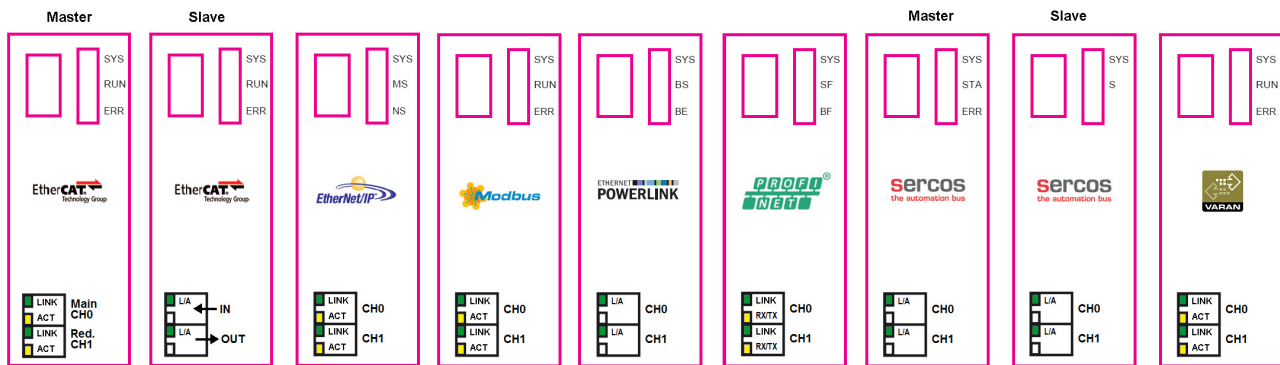 Master
SYS
RUN
ERR
EtherCAT®
Technology Group
LINK
ACT
Main
CH0
LINK
ACT
Red.
CH1
Slave
SYS
RUN
ERR
EtherCAT®
Technology Group
L/A
IN
L/A
OUT
SYS
MS
NS
EtherNet/IP™
LINK
ACT
CH0
LINK
ACT
CH1
SYS
RUN
ERR
Modbus
LINK
ACT
CH0
LINK
ACT
CH1
SYS
BS
BE
ETHERNET
POWERLINK
L/A
CH0
L/A
CH1
SYS
SF
BF
PROFI®
NET
LINK
RX/TX
CH0
LINK
RX/TX
CH1
Master
SYS
STA
ERR
sercos
the automation bus
L/A
CH0
L/A
CH1
Slave
SYS
S
sercos
the automation bus
L/A
CH0
L/A
CH1
SYS
RUN
ERR
VARAN
LINK
ACT
CH0
LINK
ACT
CH1